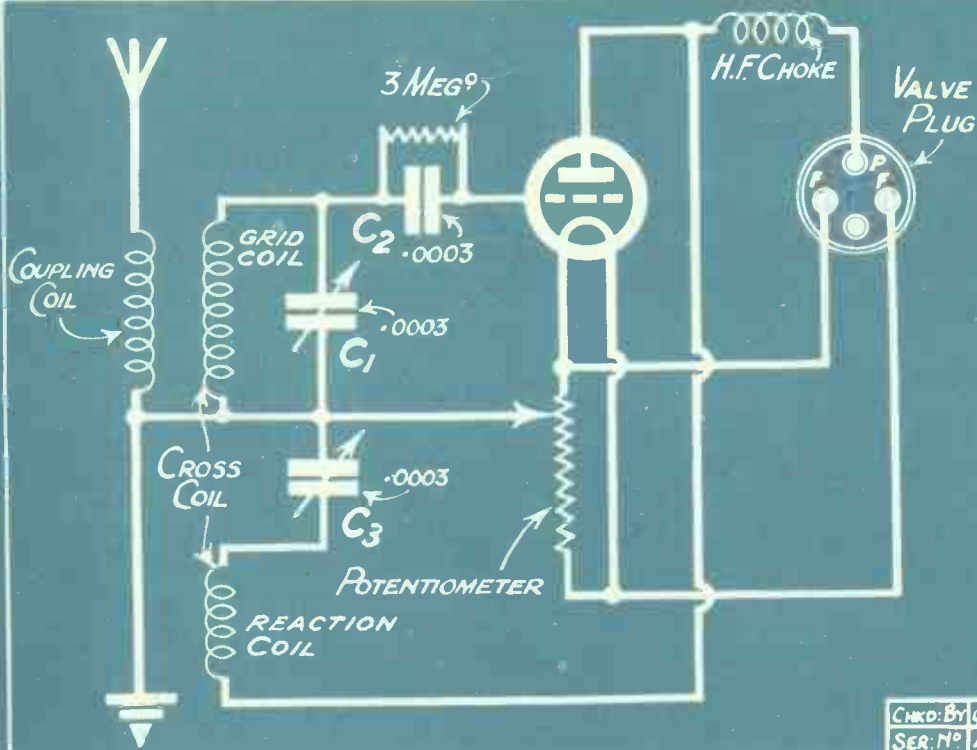 H.F. CHOKE
3 MEGº
VALVE
PLUG
P
F
F
GRID
COIL
C2
.0003
COUPLING
COIL
.0003
C1
CROSS
COIL
.0003
C3
POTENTIOMETER
REACTION
COIL
CHKD: BY
SER: Nº